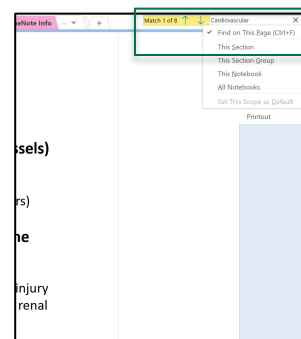 eNote Info ... +
Match 1 of 8 Cardiovascular X
✓ Find on This Page (Ctrl+F)
This Section
This Section Group
This Notebook
All Notebooks
Set This Scope as Default
Printout
ssels)
rs)
ne
injury
renal